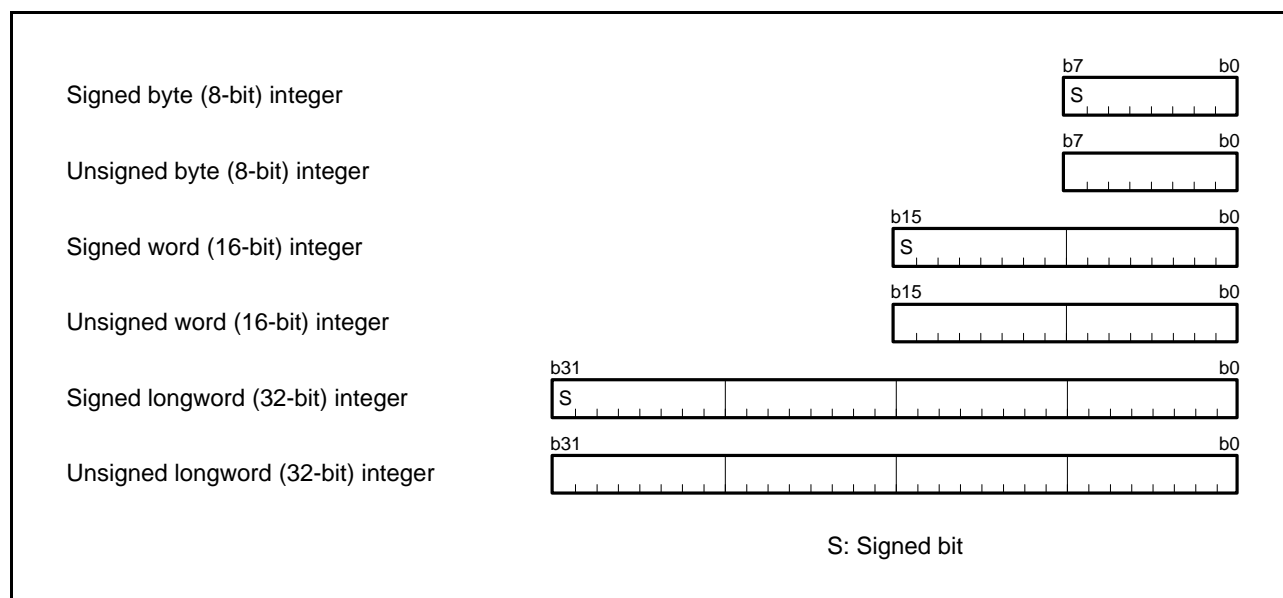 b7 b0
Signed byte (8-bit) integer S
b7 b0
Unsigned byte (8-bit) integer
b15 b0
Signed word (16-bit) integer S
b15 b0
Unsigned word (16-bit) integer
b31 b0
Signed longword (32-bit) integer S
b31 b0
Unsigned longword (32-bit) integer
S: Signed bit